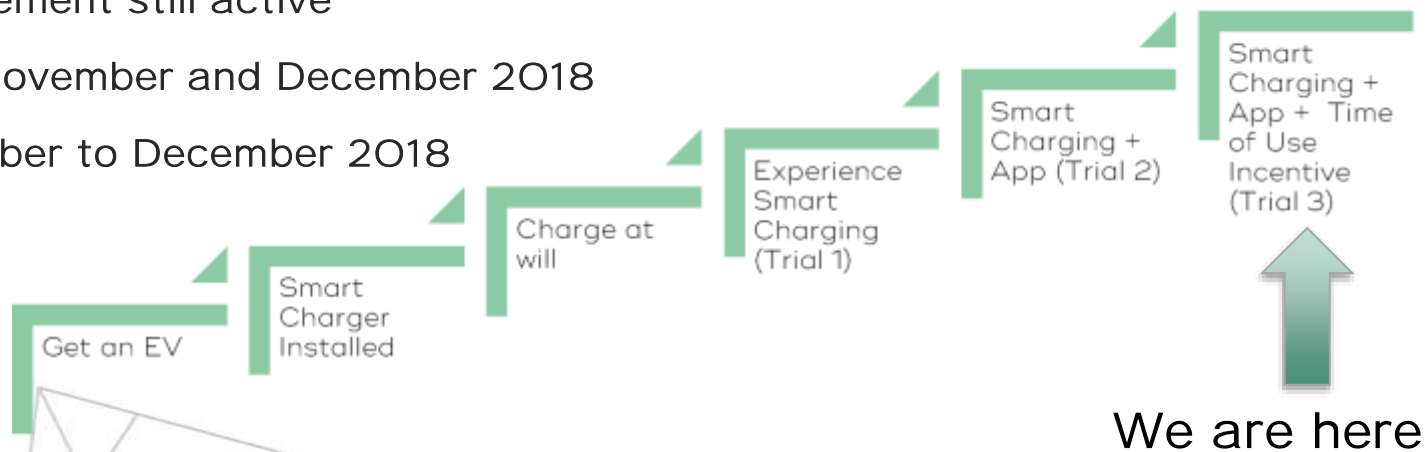 ement still active
ovember and December 2018
ber to December 2018
Get an EV
Smart
Charger
Installed
Charge at
will
Experience
Smart
Charging
(Trial 1)
Smart
Charging +
App (Trial 2)
Smart
Charging +
App + Time
of Use
Incentive
(Trial 3)
We are here